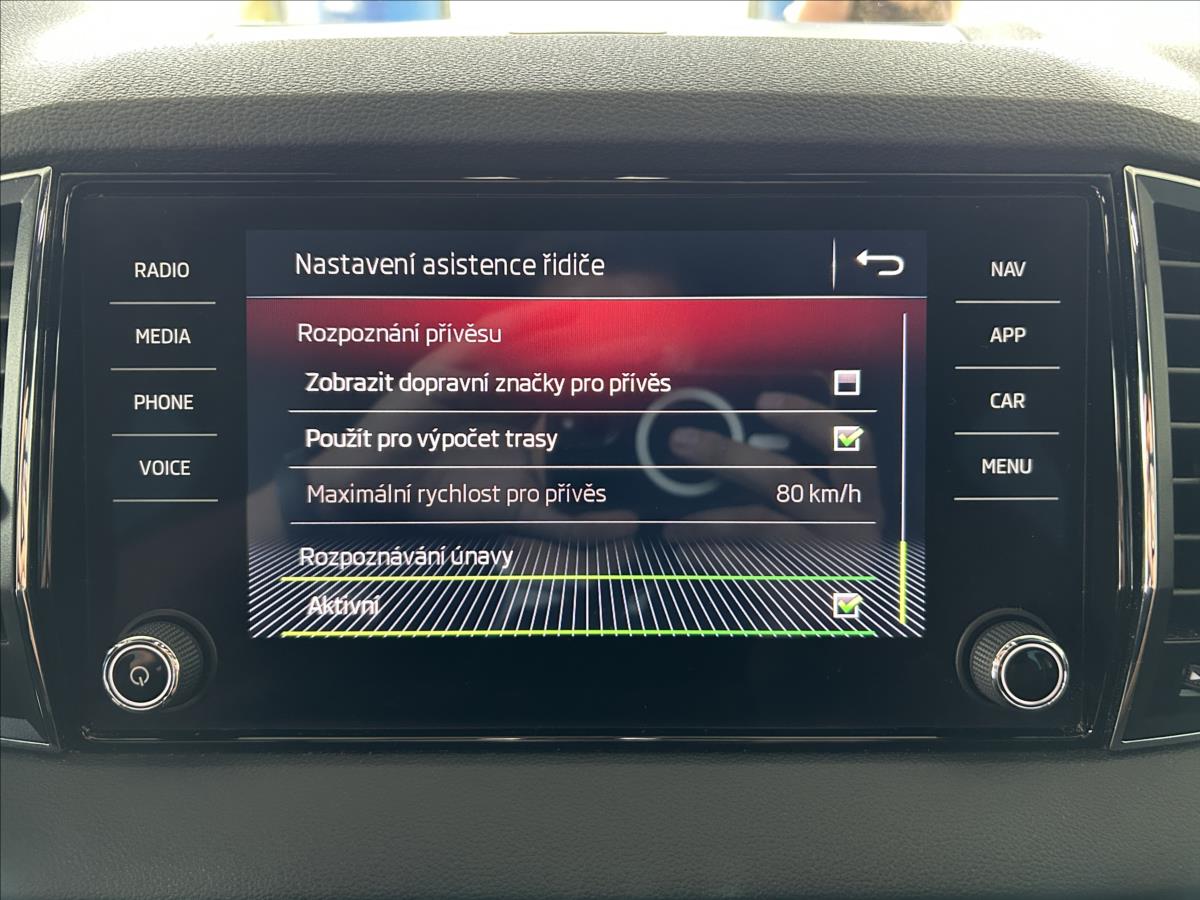 Nastavení asistence řidiče
RADIO
MEDIA
PHONE
VOICE
Rozpoznání přívěsu
Zobrazit dopravní značky pro přívěs
Použít pro výpočet trasy
Maximální rychlost pro přívěs 80 km/h
Rozpoznávání únavy
Aktivní
NAV
APP
CAR
MENU